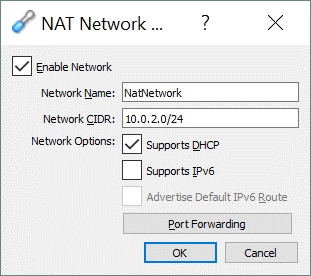 NAT Network ...
Enable Network
Network Name: NatNetwork
Network CIDR: 10.0.2.0/24
Network Options: Supports DHCP
Supports IPv6
Advertise Default IPv6 Route
Port Forwarding
OK Cancel